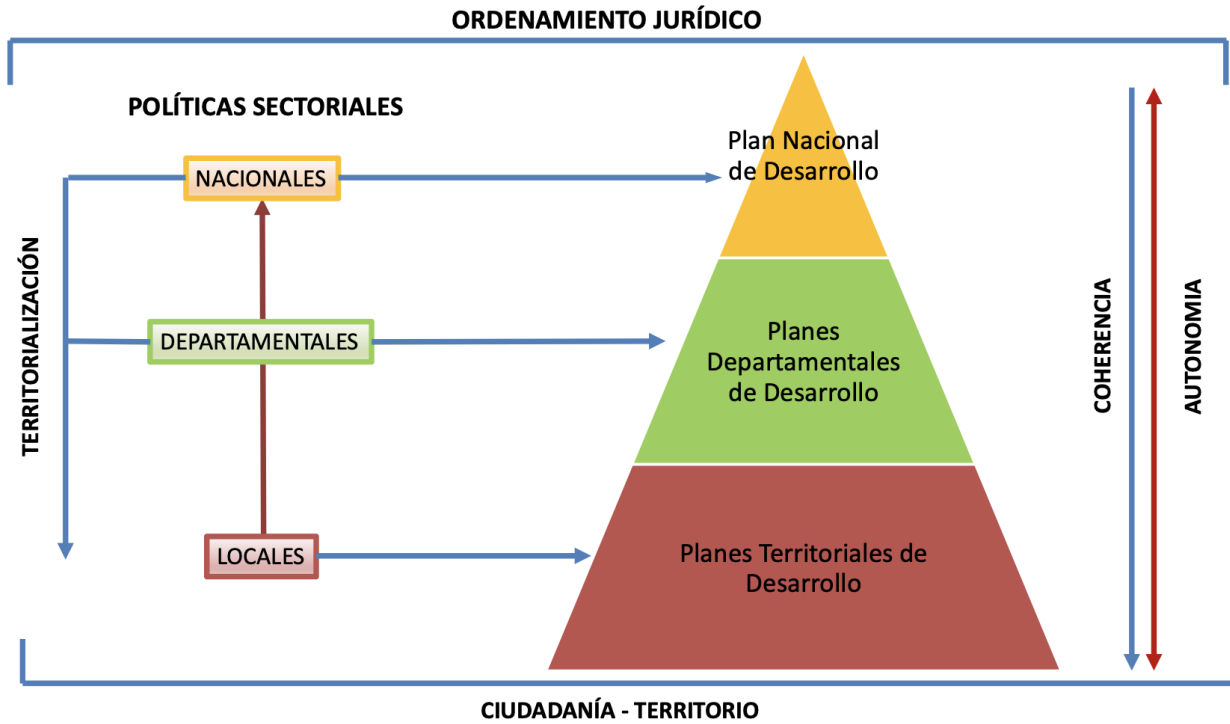 ORDENAMIENTO JURÍDICO
POLÍTICAS SECTORIALES
NACIONALES
DEPARTAMENTALES
LOCALES
TERRITORIALIZACIÓN
Plan Nacional
de Desarrollo
Planes
Departamentales
de Desarrollo
Planes Territoriales de
Desarrollo
COHERENCIA
AUTONOMIA
CIUDADANÍA - TERRITORIO